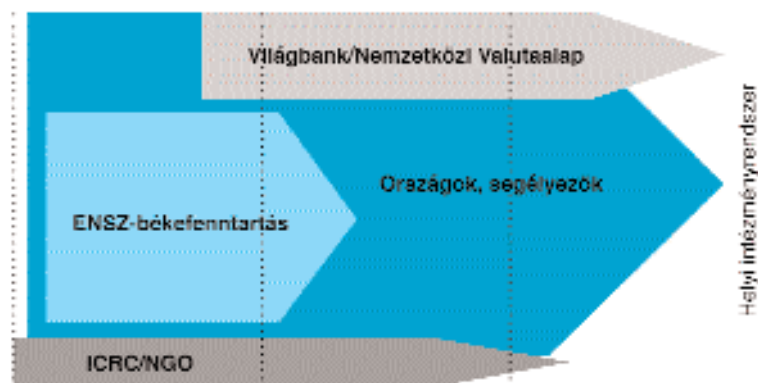 Világbank/Nemzetközi Valutaalap
Országok, segélyezők
ENSZ-békefenntartás
ICRC/NGO
Helyi intézményrendszer